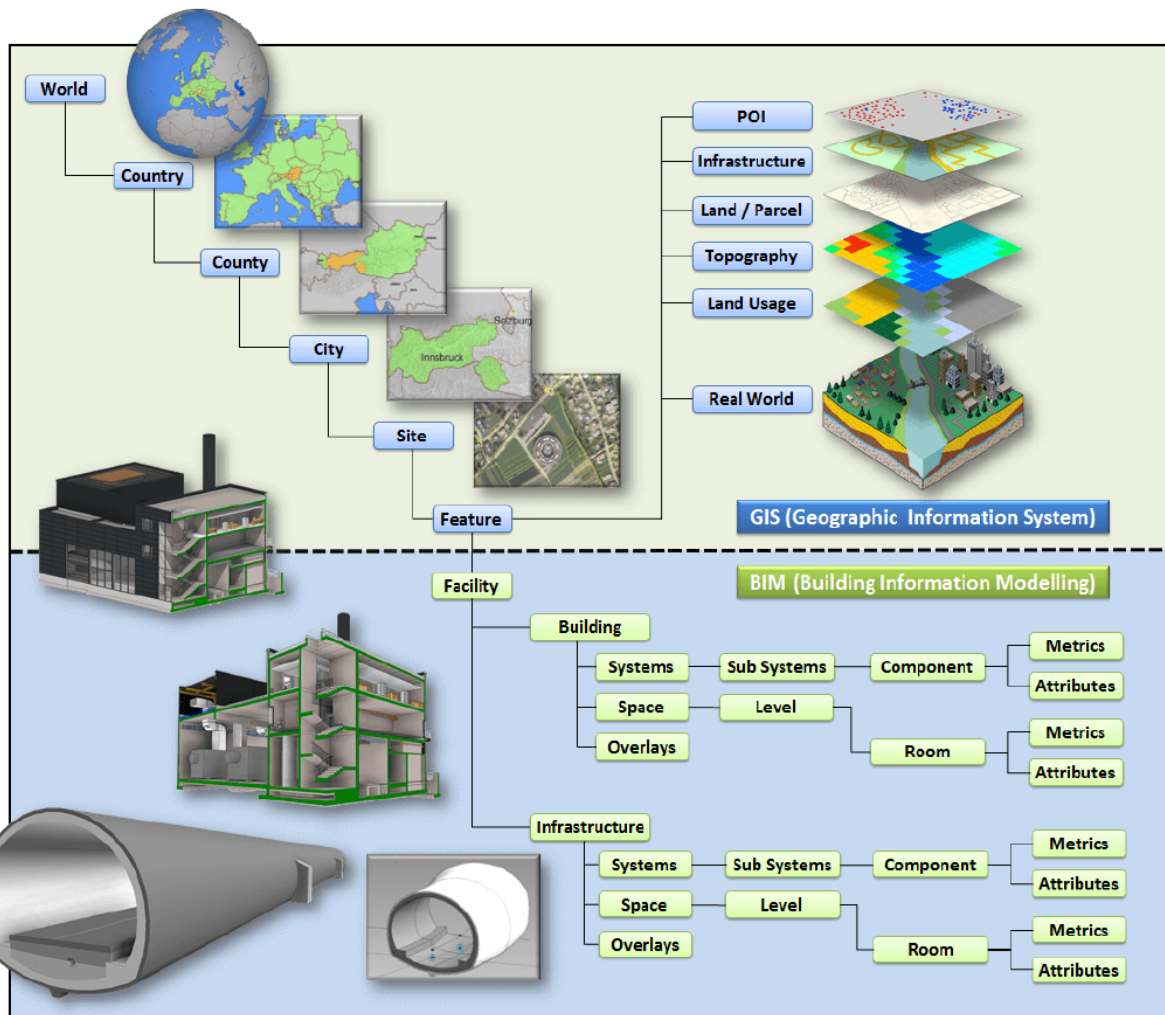 World
Country
County
City
Site
Feature
POI
Infrastructure
Land / Parcel
Topography
Land Usage
Real World
Salzburg
Innsbruck
GIS (Geographic Information System)
BIM (Building Information Modelling)
Facility
Building
Systems
Sub Systems
Component
Metrics
Attributes
Space
Level
Room
Metrics
Attributes
Overlays
Infrastructure
Systems
Sub Systems
Component
Metrics
Attributes
Space
Level
Room
Metrics
Attributes
Overlays